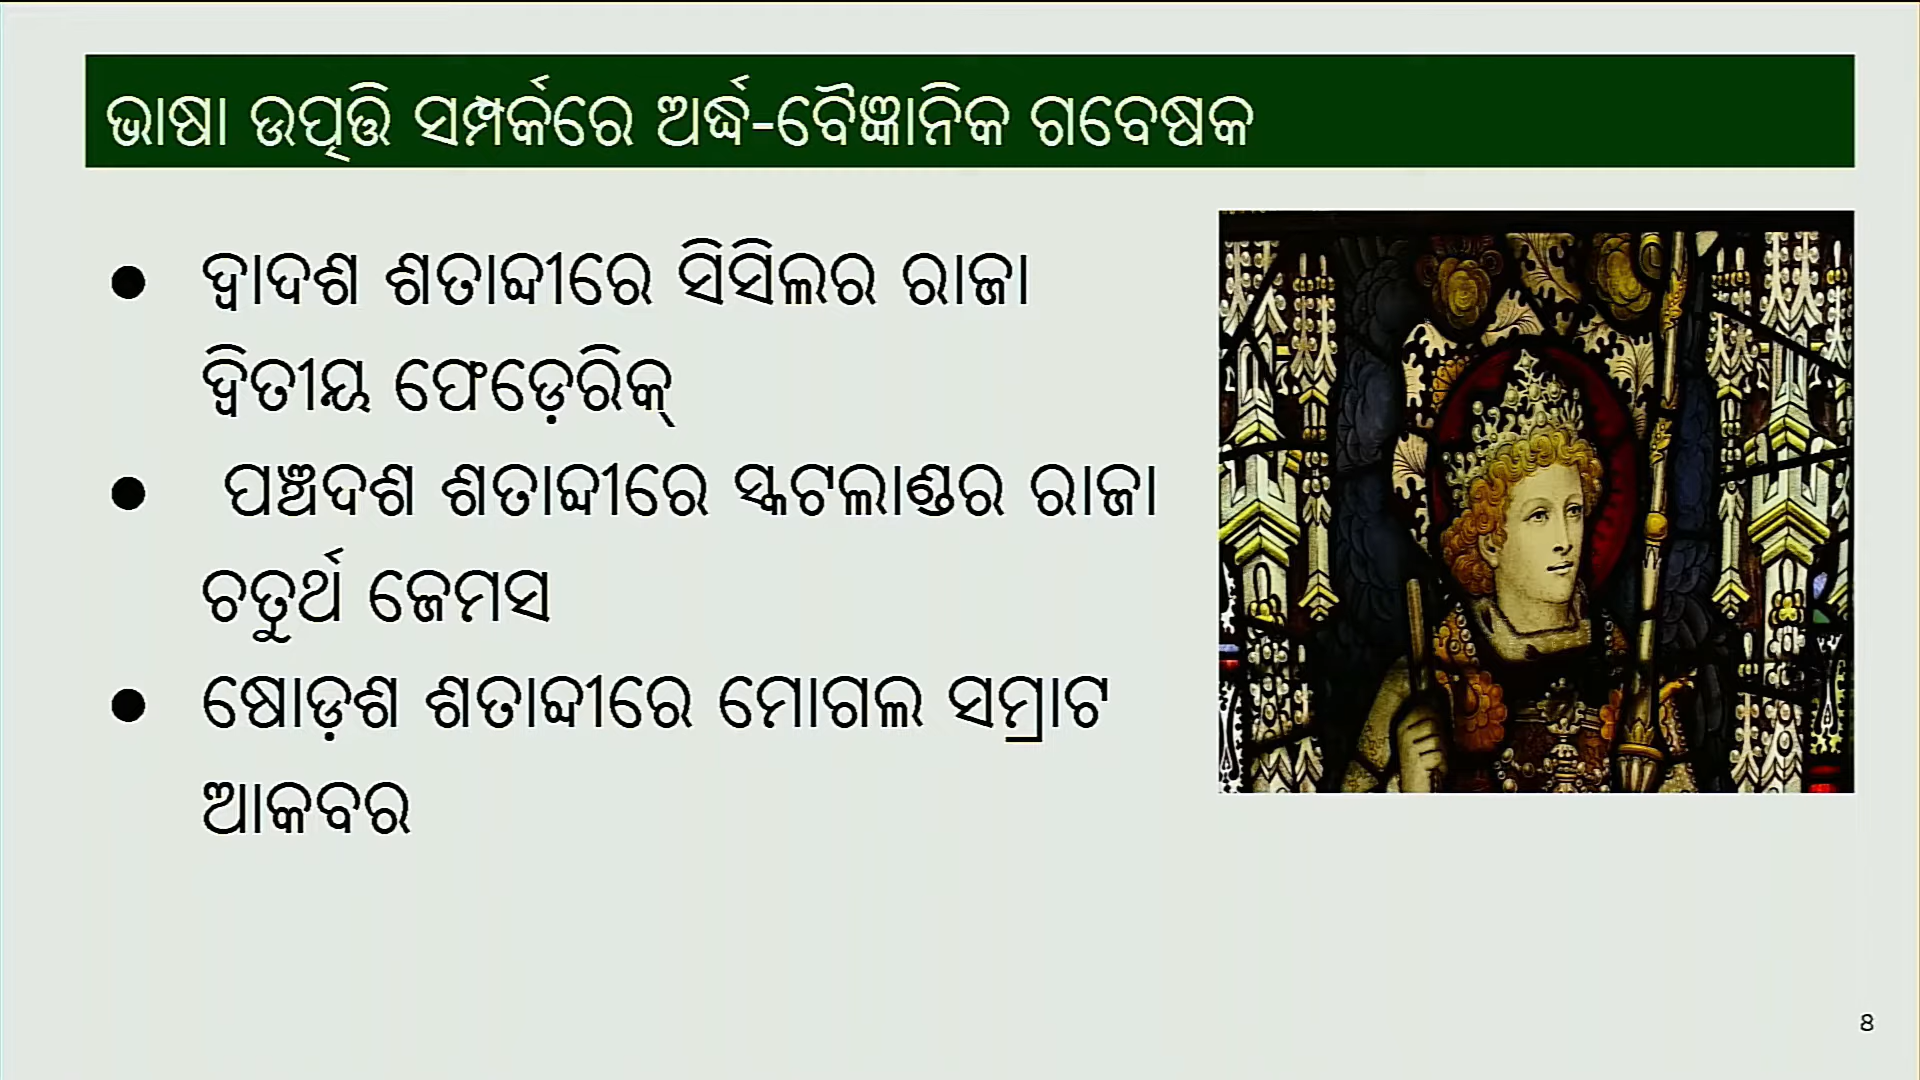 ଭାଷା ଉତ୍ପତ୍ତି ସମ୍ପର୍କରେ ଅର୍ଦ୍ଧ-ବୈଜ୍ଞାନିକ ଗବେଷକ
● ଦ୍ୱାଦଶ ଶତାବ୍ଦୀରେ ସିସିଲର ରାଜା
ଦ୍ୱିତୀୟ ଫେଡ଼େରିକ୍
● ପଞ୍ଚଦଶ ଶତାବ୍ଦୀରେ ସ୍କଟଲାଣ୍ଡର ରାଜା
ଚତୁର୍ଥ ଜେମସ
● ଷୋଡ଼ଶ ଶତାବ୍ଦୀରେ ମୋଗଲ ସମ୍ରାଟ
ଆକବର
8